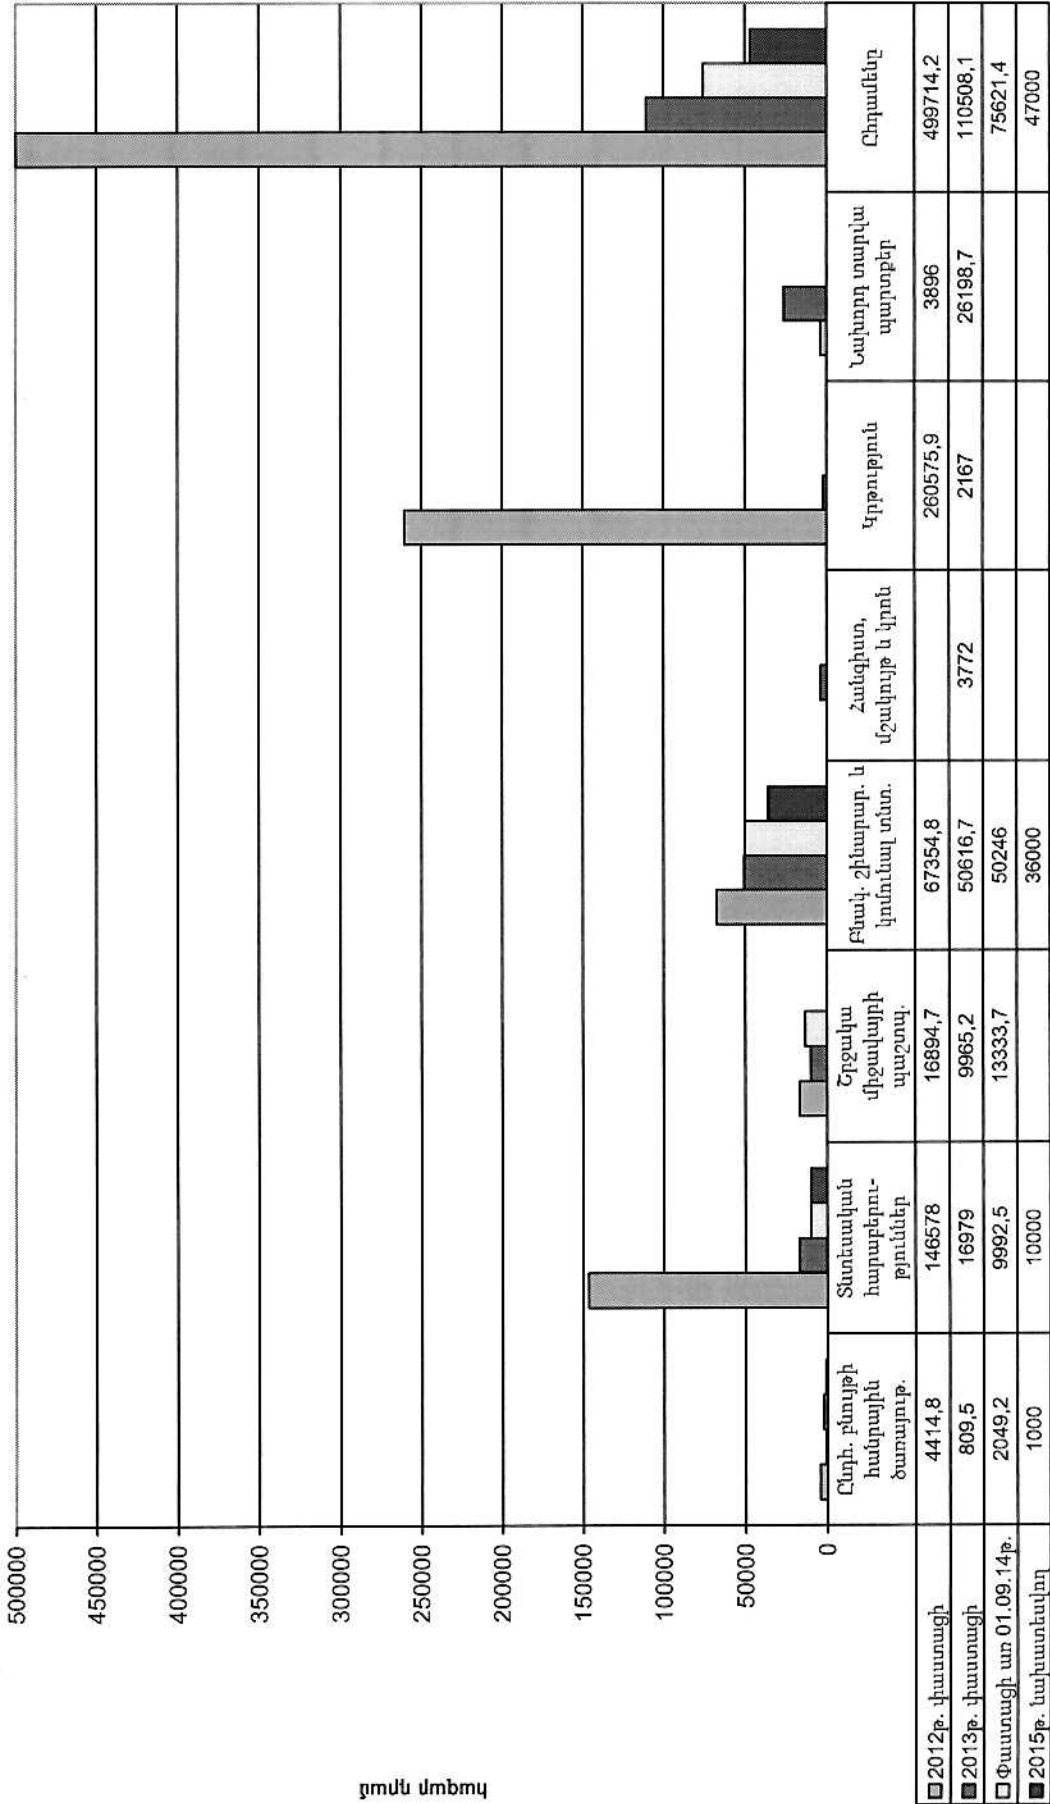 հազար դրամ
500000
450000
400000
350000
300000
250000
200000
150000
100000
50000
0
Ընդհ. բնույթի
հանրային
ծառայութ.
Տնտեսական
հարաբերու-
թյուններ
Շրջակա
միջավայրի
պաշտպ.
Բնակ. շինարար. և
կոմունալ տնտ.
Հանգիստ,
մշակույթ և կրոն
Կրթություն
Նախորդ տարվա
պարտքեր
Ընդամենը
2012թ. փաստացի 4414,8 146578 16894,7 67354,8 260575,9 3896 499714,2
2013թ. փաստացի 809,5 16979 9965,2 50616,7 3772 2167 26198,7 110508,1
Փաստացի առ 01.09.14թ. 2049,2 9992,5 13333,7 50246 75621,4
2015թ. նախատեսվող 1000 10000 36000 47000